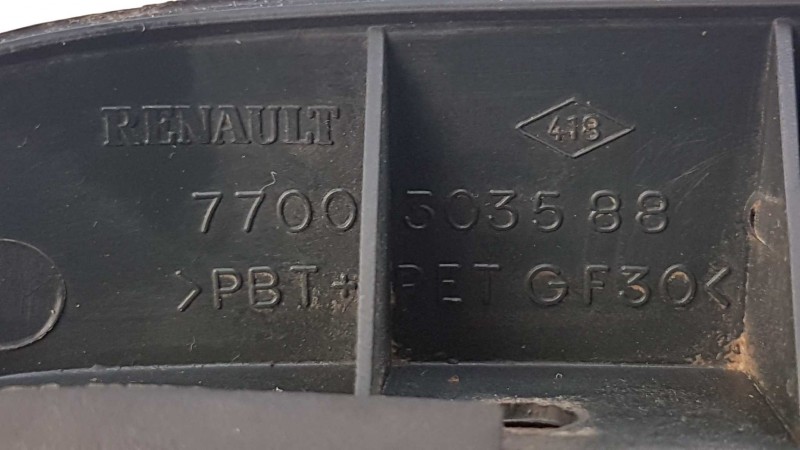 RENAULT 418
7700 303588
>PBT+PET GF30<